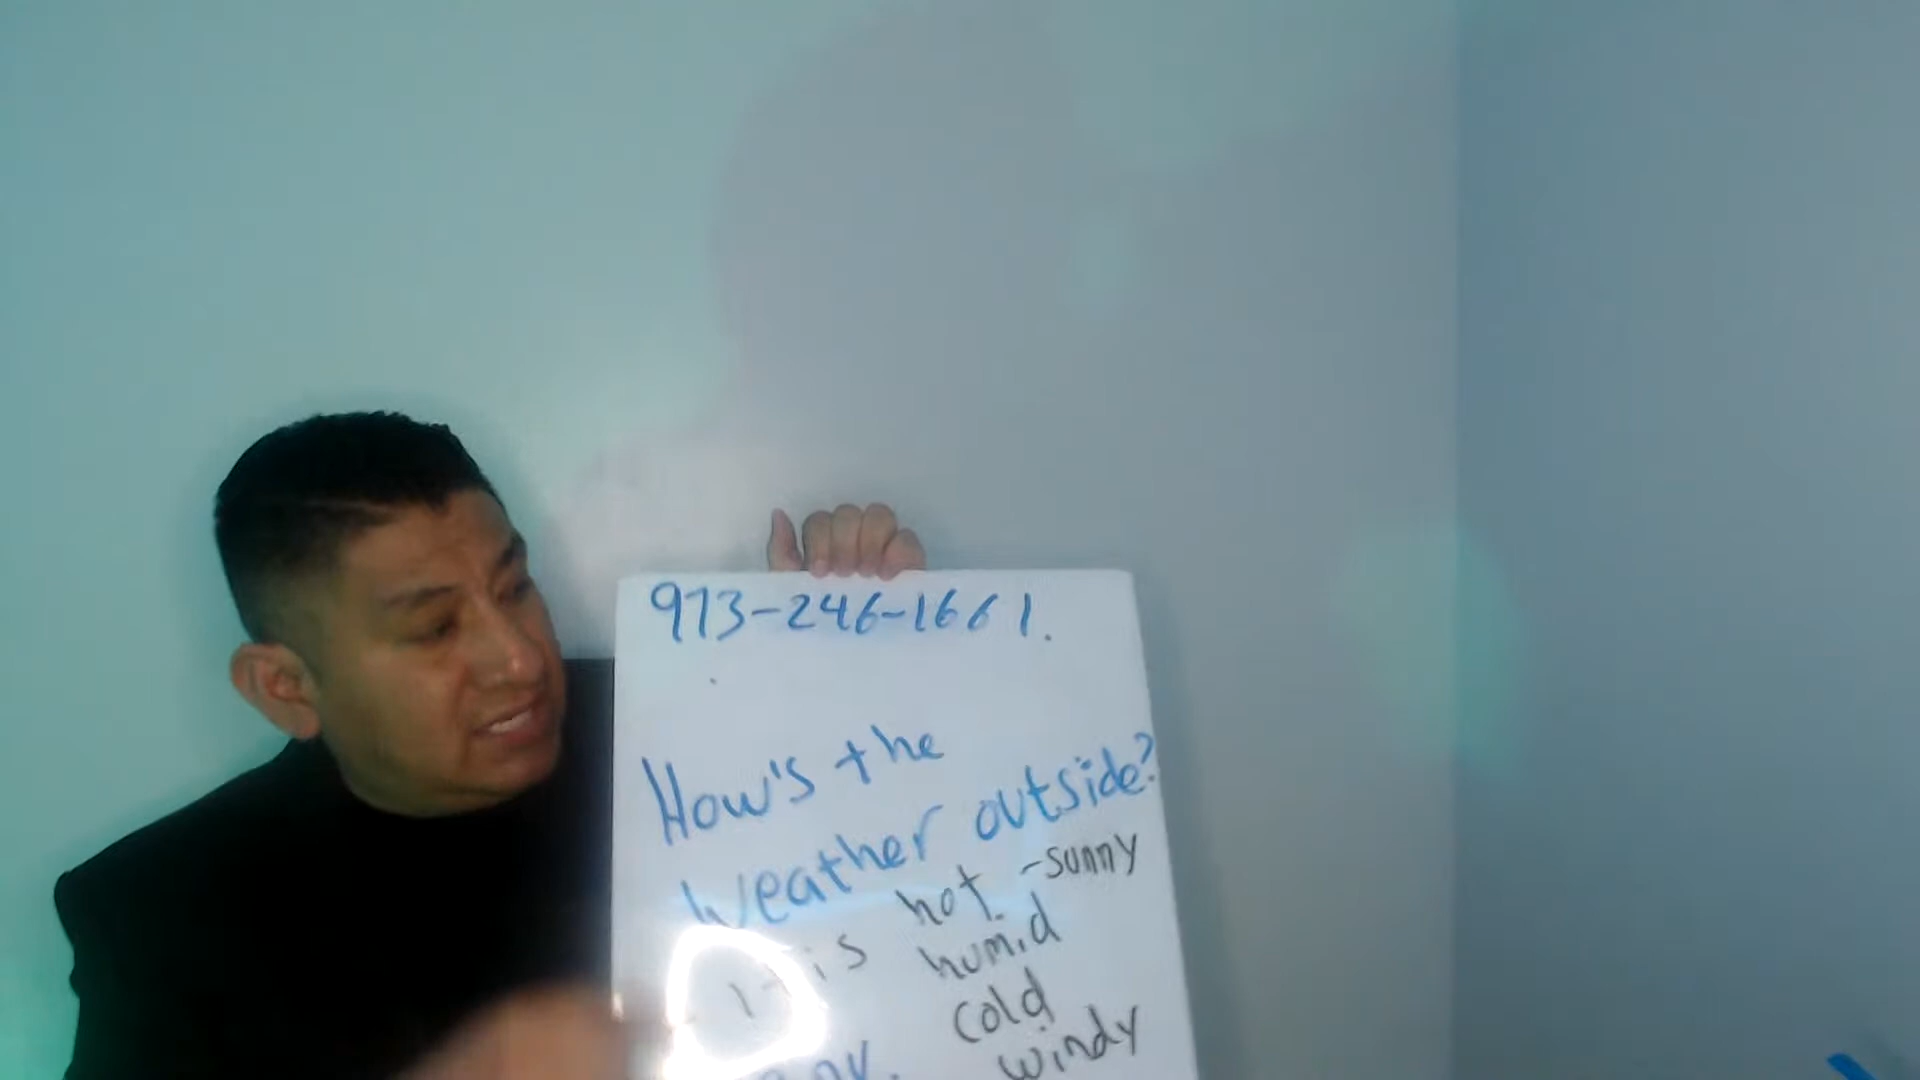 973-246-1661.
How's the
weather outside?
It is hot - sunny
humid
cold
windy